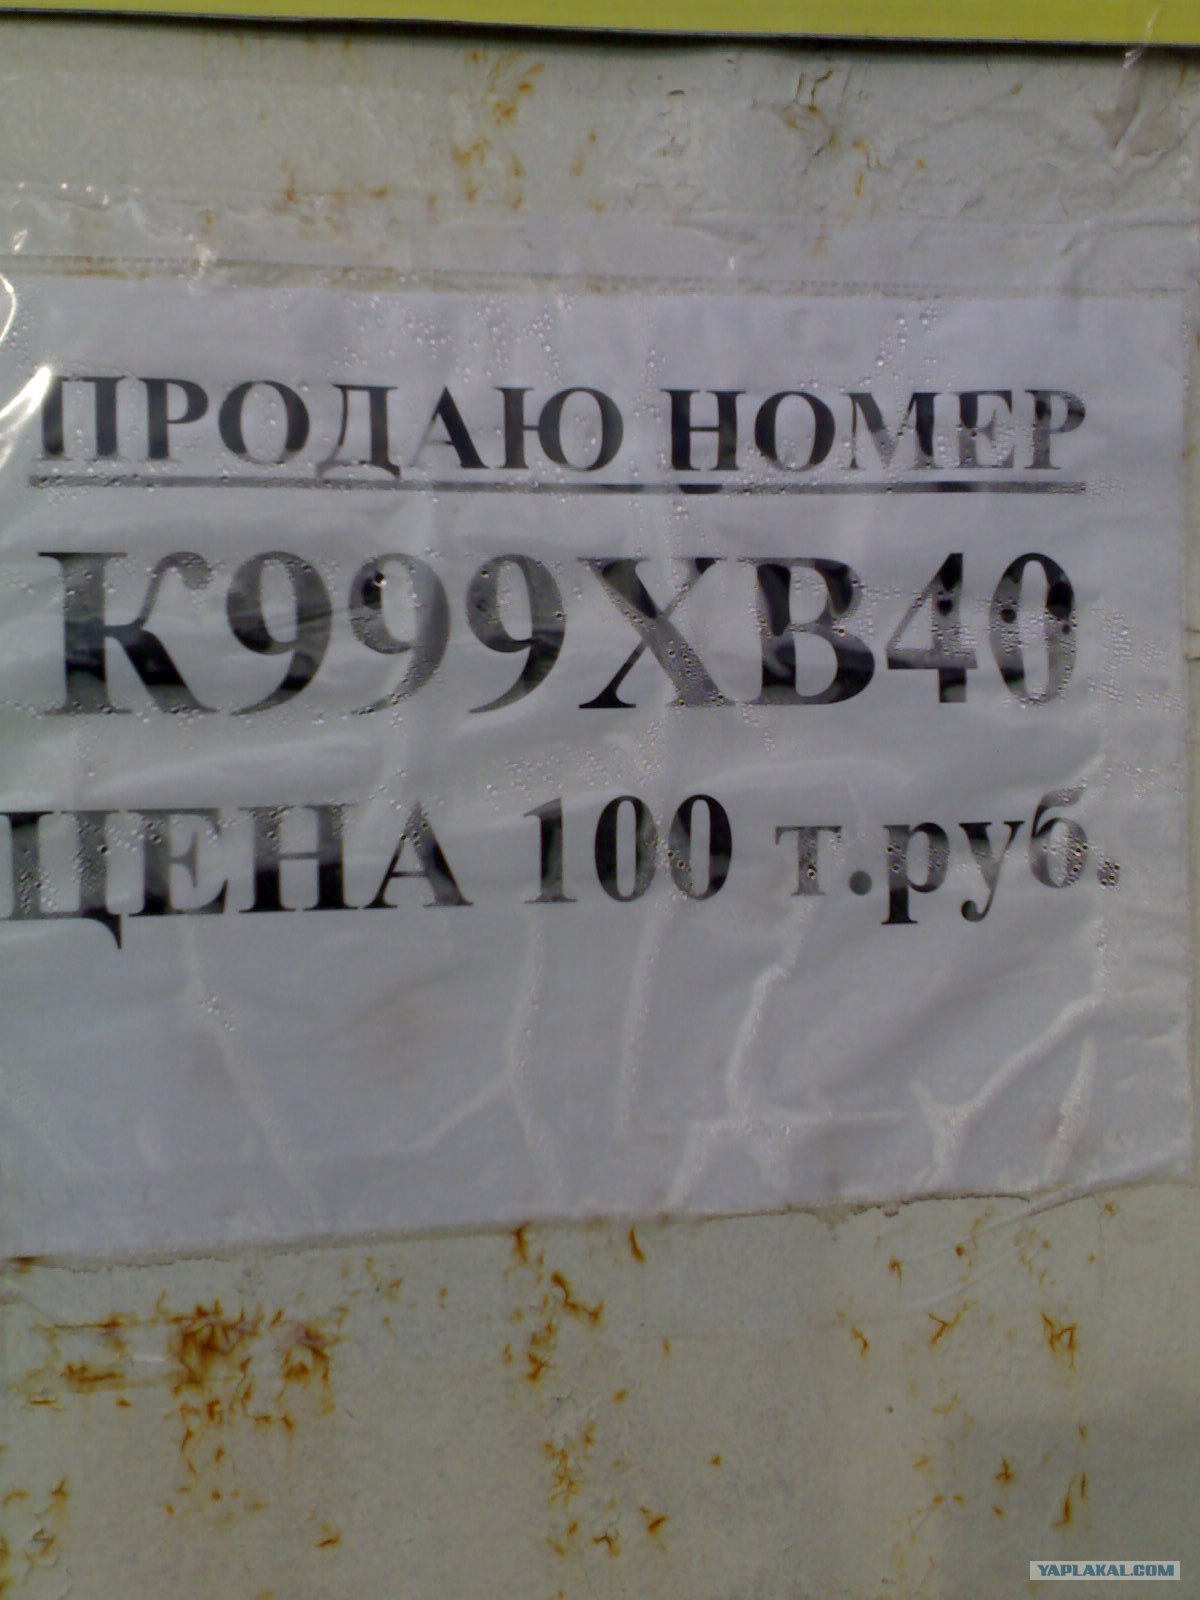 ПРОДАЮ НОМЕР
К999ХВ40
ЦЕНА 100 т.руб.
YAPLAKAL.COM